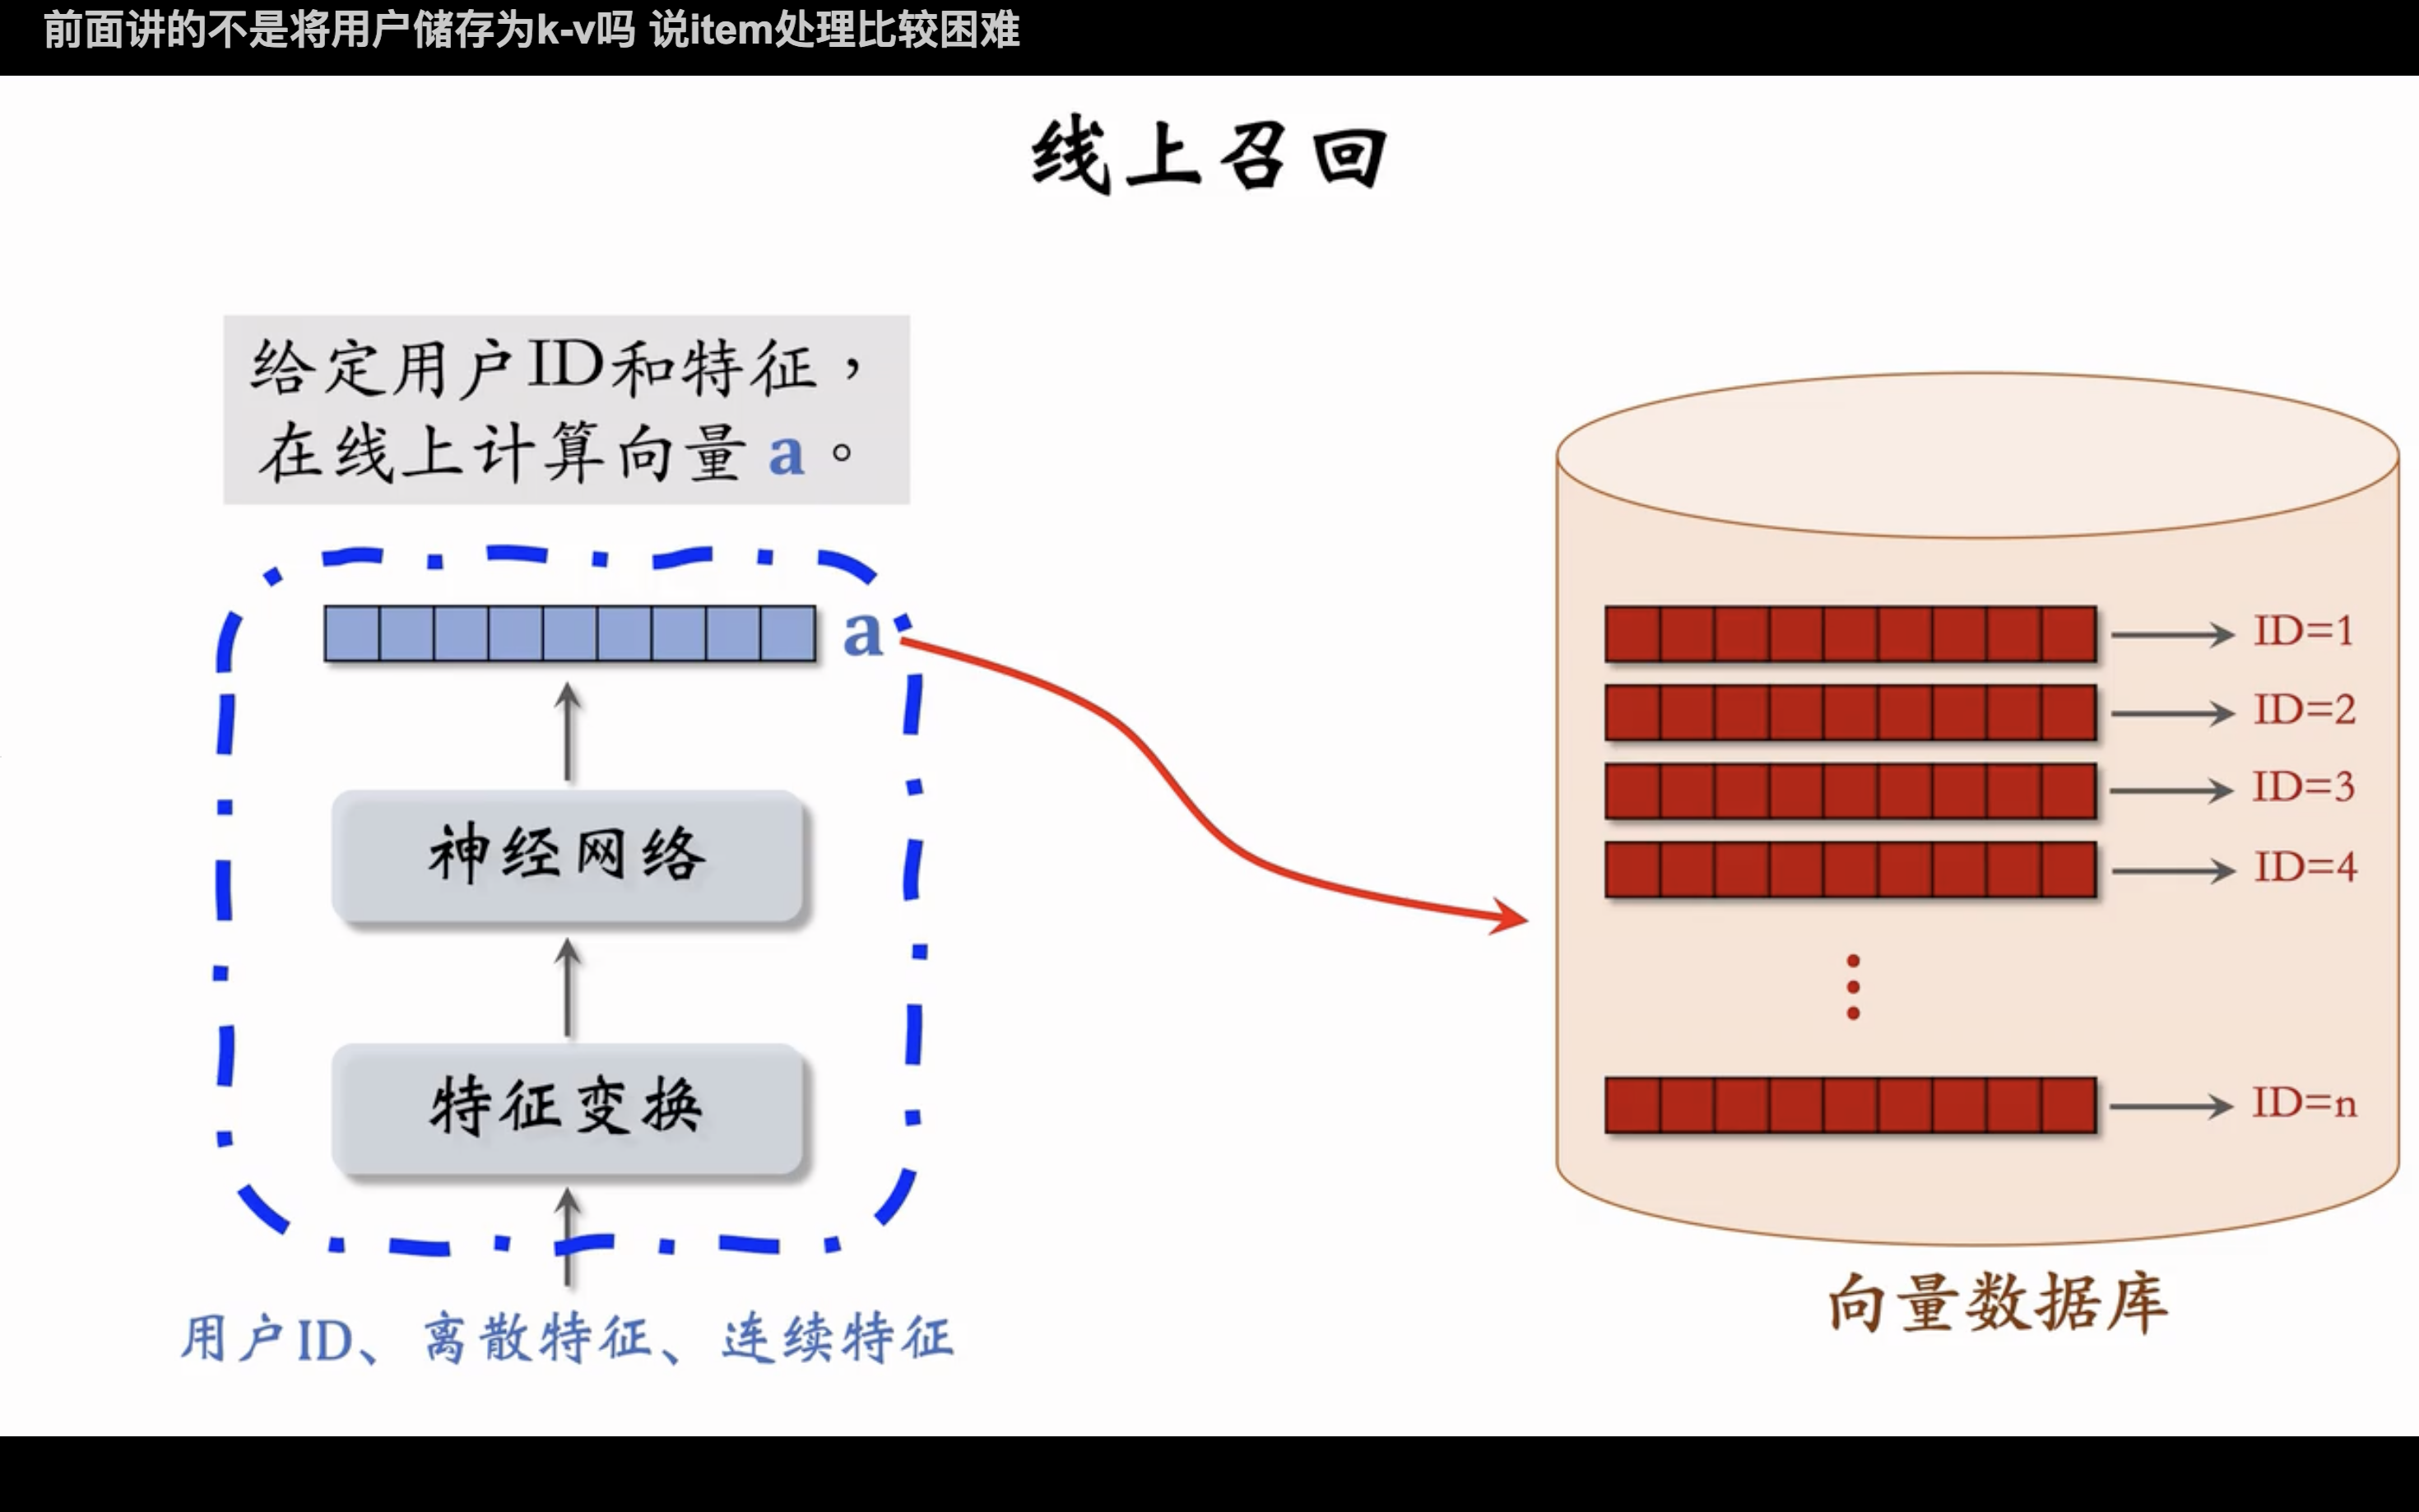 前面讲的不是将用户储存为k-v吗 说item处理比较困难
线上召回
给定用户ID和特征，
在线上计算向量 a。
a
神经网络
特征变换
用户ID、离散特征、连续特征
ID=1
ID=2
ID=3
ID=4
ID=n
向量数据库